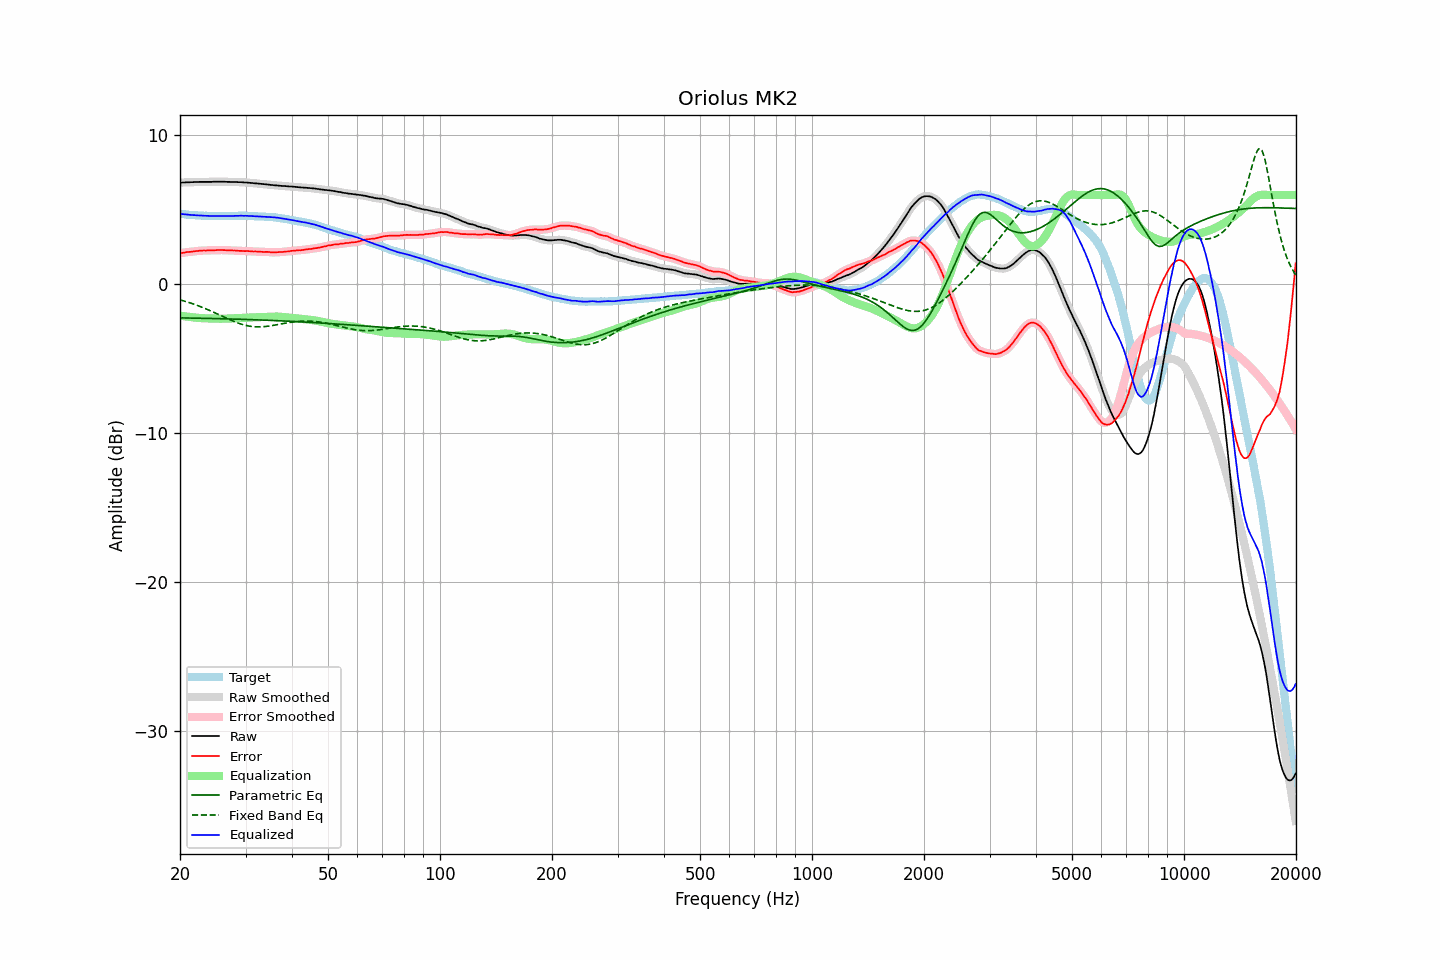 Oriolus MK2
10
0
−10
−20
−30
Amplitude (dBr)
Target
Raw Smoothed
Error Smoothed
Raw
Error
Equalization
Parametric Eq
Fixed Band Eq
Equalized
20 50 100 200 500 1000 2000 5000 10000 20000
Frequency (Hz)